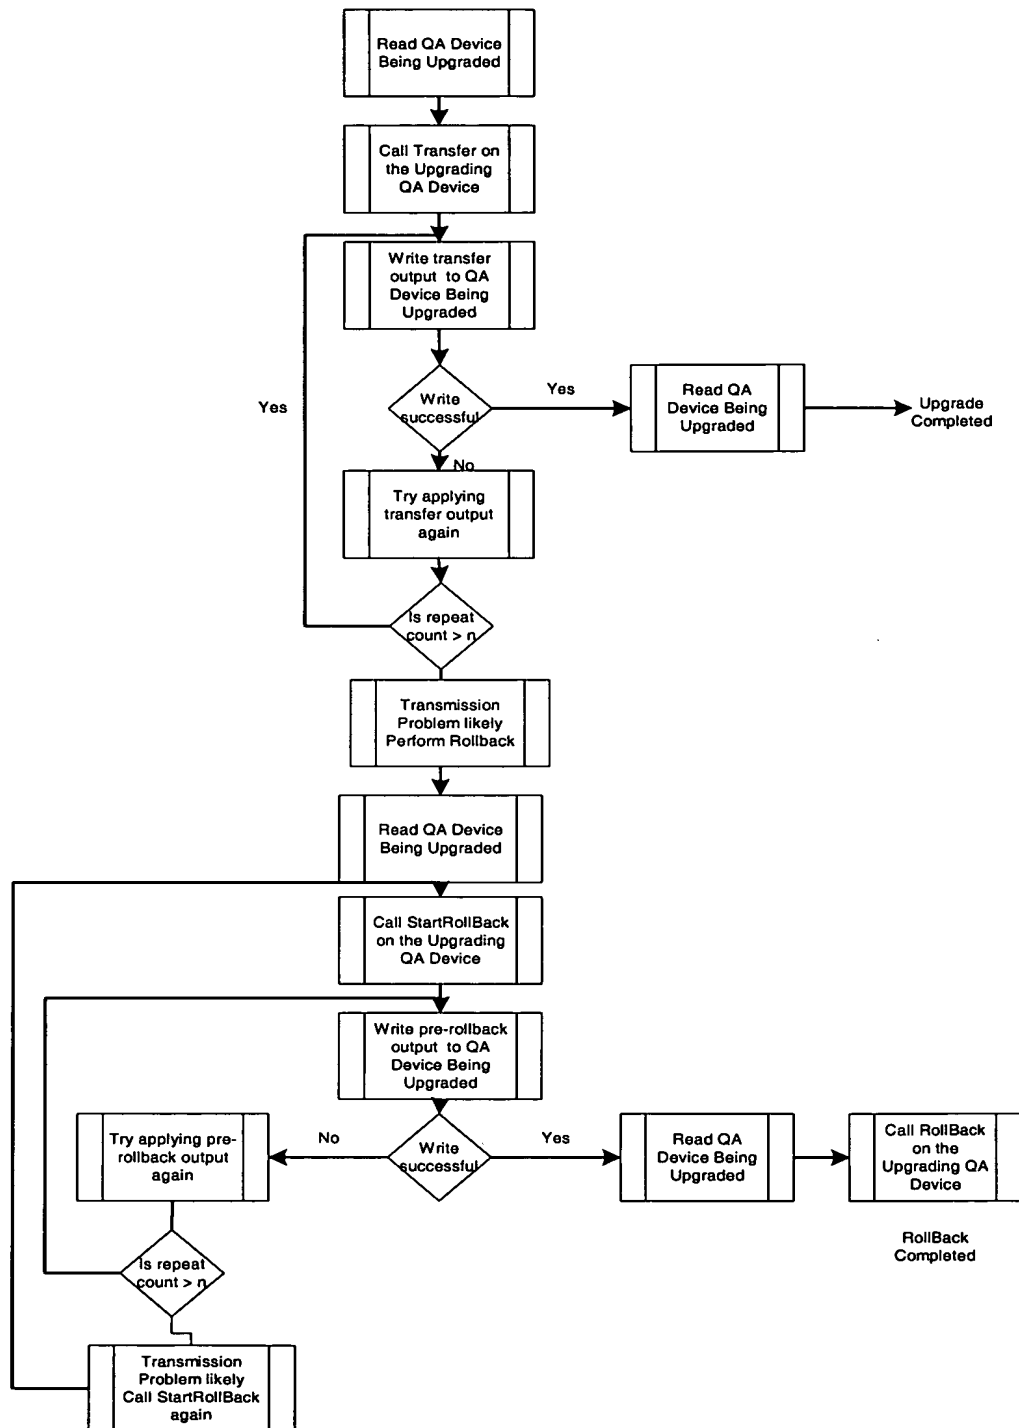 Read QA Device
Being Upgraded
Call Transfer on
the Upgrading
QA Device
Write transfer
output to QA
Device Being
Upgraded
Yes
Write
successful
Yes
Read QA
Device Being
Upgraded
Upgrade
Completed
No
Try applying
transfer output
again
Is repeat
count > n
Transmission
Problem likely
Perform Rollback
Read QA Device
Being Upgraded
Call StartRollBack
on the Upgrading
QA Device
Write pre-rollback
output to QA
Device Being
Upgraded
Try applying pre-
rollback output
again
No
Write
successful
Yes
Read QA
Device Being
Upgraded
Call RollBack
on the
Upgrading QA
Device
RollBack
Completed
Is repeat
count > n
Transmission
Problem likely
Call StartRollBack
again